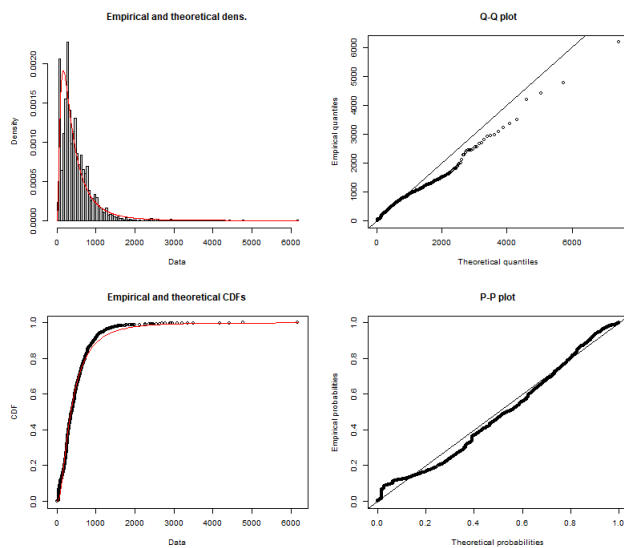 Empirical and theoretical dens.
Density
0.0000 0.0005 0.0010 0.0015 0.0020
0 1000 2000 3000 4000 5000 6000
Data
Q-Q plot
Empirical quantiles
0 1000 2000 3000 4000 5000 6000
0 2000 4000 6000
Theoretical quantiles
Empirical and theoretical CDFs
CDF
0.0 0.2 0.4 0.6 0.8 1.0
0 1000 2000 3000 4000 5000 6000
Data
P-P plot
Empirical probabilities
0.0 0.2 0.4 0.6 0.8 1.0
0.0 0.2 0.4 0.6 0.8 1.0
Theoretical probabilities